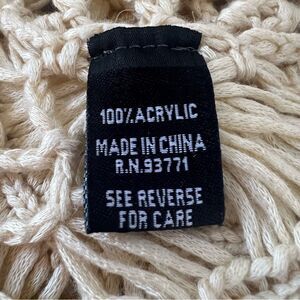 100% ACRYLIC
MADE IN CHINA
R.N.93771
SEE REVERSE
FOR CARE